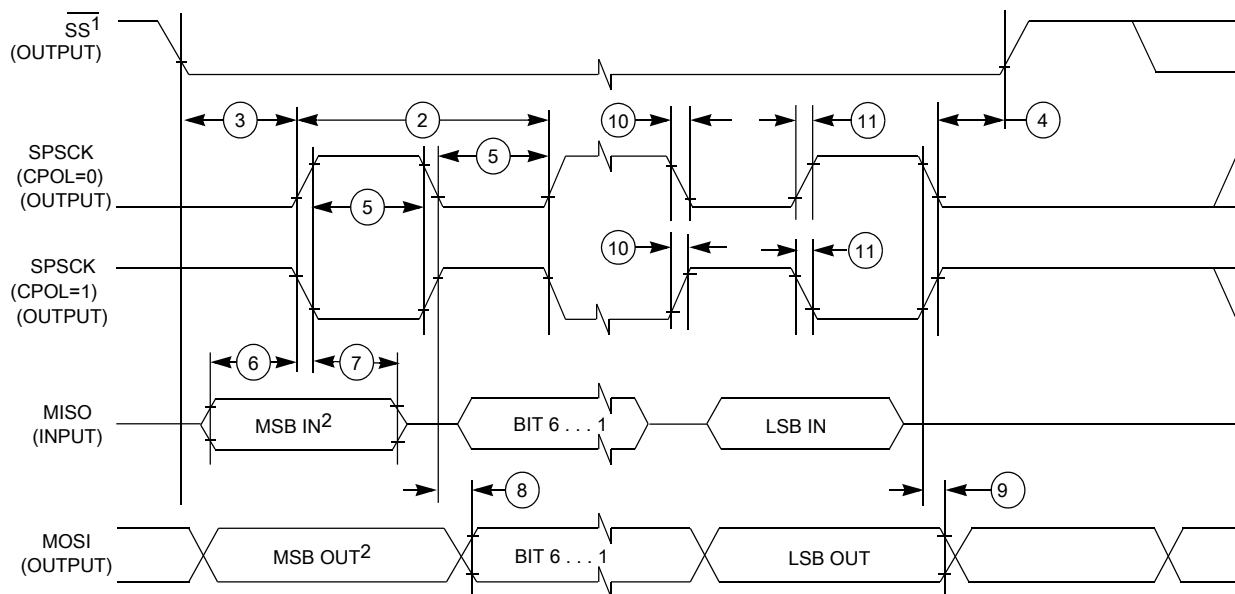 SS1
(OUTPUT)
3
2
10
11
4
SPSCK
(CPOL=0)
(OUTPUT)
5
5
10
11
SPSCK
(CPOL=1)
(OUTPUT)
6
7
MISO
(INPUT)
MSB IN2
BIT 6 . . . 1
LSB IN
8
9
MOSI
(OUTPUT)
MSB OUT2
BIT 6 . . . 1
LSB OUT